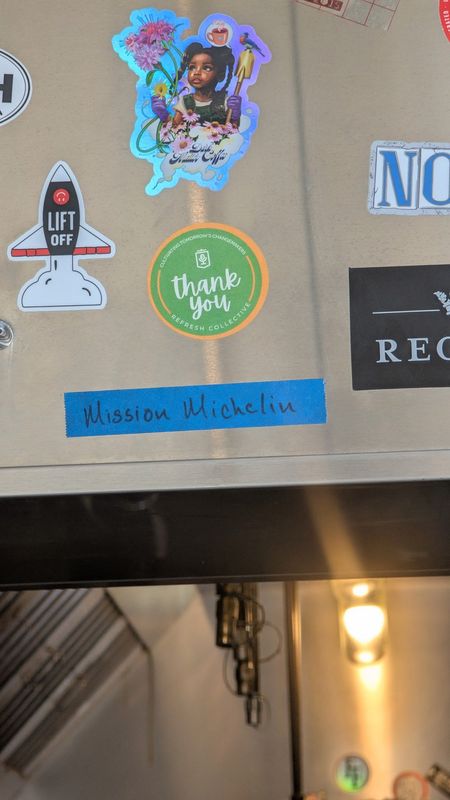 H
NO
LIFT
OFF
CULTIVATING TOMORROW'S CHANGEMAKERS
thank
you
REFRESH COLLECTIVE
REC
Mission Michelin